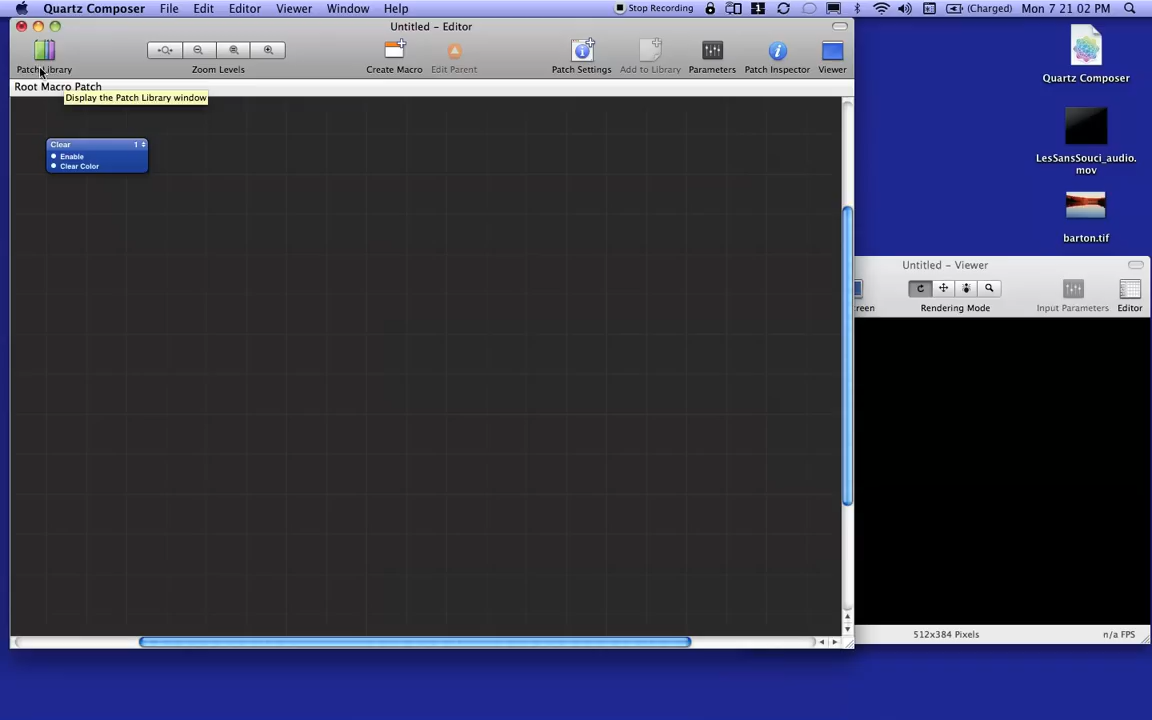 Quartz Composer File Edit Editor Viewer Window Help Stop Recording 1 (Charged) Mon 7 21 02 PM
Untitled – Editor
Patch Library Zoom Levels Create Macro Edit Parent Patch Settings Add to Library Parameters Patch Inspector Viewer
Root Macro Patch
Display the Patch Library window
Clear 1
Enable
Clear Color
Quartz Composer
LesSansSouci_audio.
mov
barton.tif
Untitled – Viewer
reen Rendering Mode Input Parameters Editor
512x384 Pixels n/a FPS